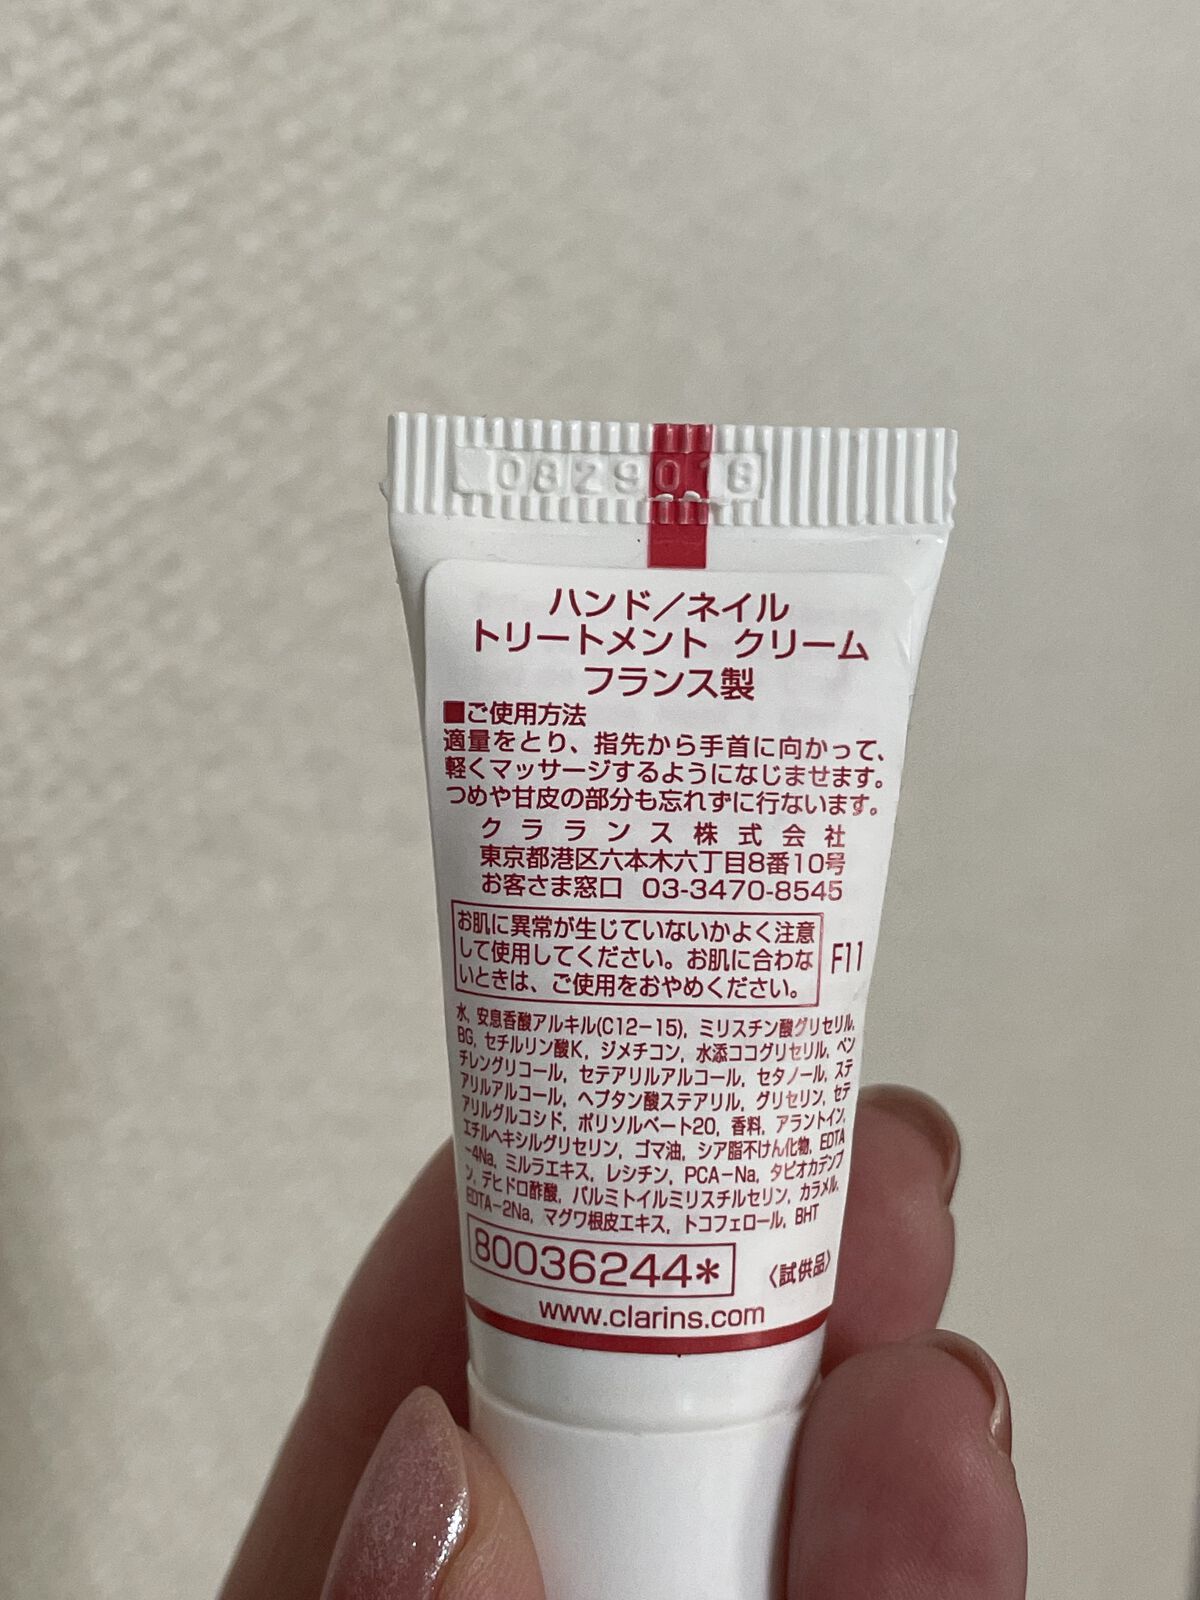 ハンド／ネイル
トリートメント クリーム
フランス製
■ご使用方法
適量をとり、指先から手首に向かって、
軽くマッサージするようになじませます。
つめや甘皮の部分も忘れずに行ないます。
クラランス株式会社
東京都港区六本木六丁目8番10号
お客さま窓口 03-3470-8545
お肌に異常が生じていないかよく注意
して使用してください。お肌に合わな
いときは、ご使用をおやめください。
F11
水, 安息香酸アルキル(C12-15), ミリスチン酸グリセリル,
BG, セチルリン酸K, ジメチコン, 水添ココグリセリル, ペン
チレングリコール, セテアリルアルコール, セタノール, ステ
アリルアルコール, ヘプタン酸ステアリル, グリセリン, セテ
アリルグルコシド, ポリソルベート20, 香料, アラントイン,
エチルヘキシルグリセリン, ゴマ油, シア脂不けん化物, EDTA
-4Na, ミルラエキス, レシチン, PCA-Na, タピオカデンプ
ン, デヒドロ酢酸, パルミトイルミリスチルセリン, カラメル,
EDTA-2Na, マグワ根皮エキス, トコフェロール, BHT
80036244*
〈試供品〉
www.clarins.com